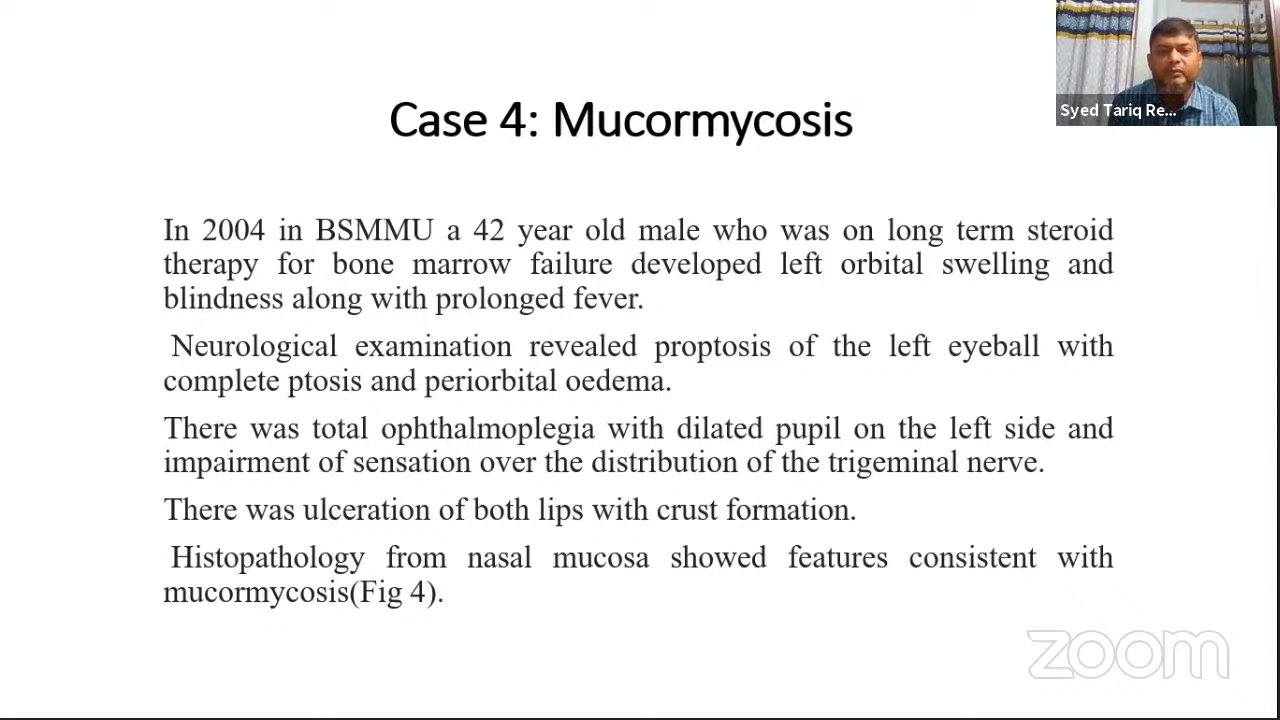 Syed Tariq Re...
Case 4: Mucormycosis
In 2004 in BSMMU a 42 year old male who was on long term steroid
therapy for bone marrow failure developed left orbital swelling and
blindness along with prolonged fever.
Neurological examination revealed proptosis of the left eyeball with
complete ptosis and periorbital oedema.
There was total ophthalmoplegia with dilated pupil on the left side and
impairment of sensation over the distribution of the trigeminal nerve.
There was ulceration of both lips with crust formation.
Histopathology from nasal mucosa showed features consistent with
mucormycosis(Fig 4).
zoom